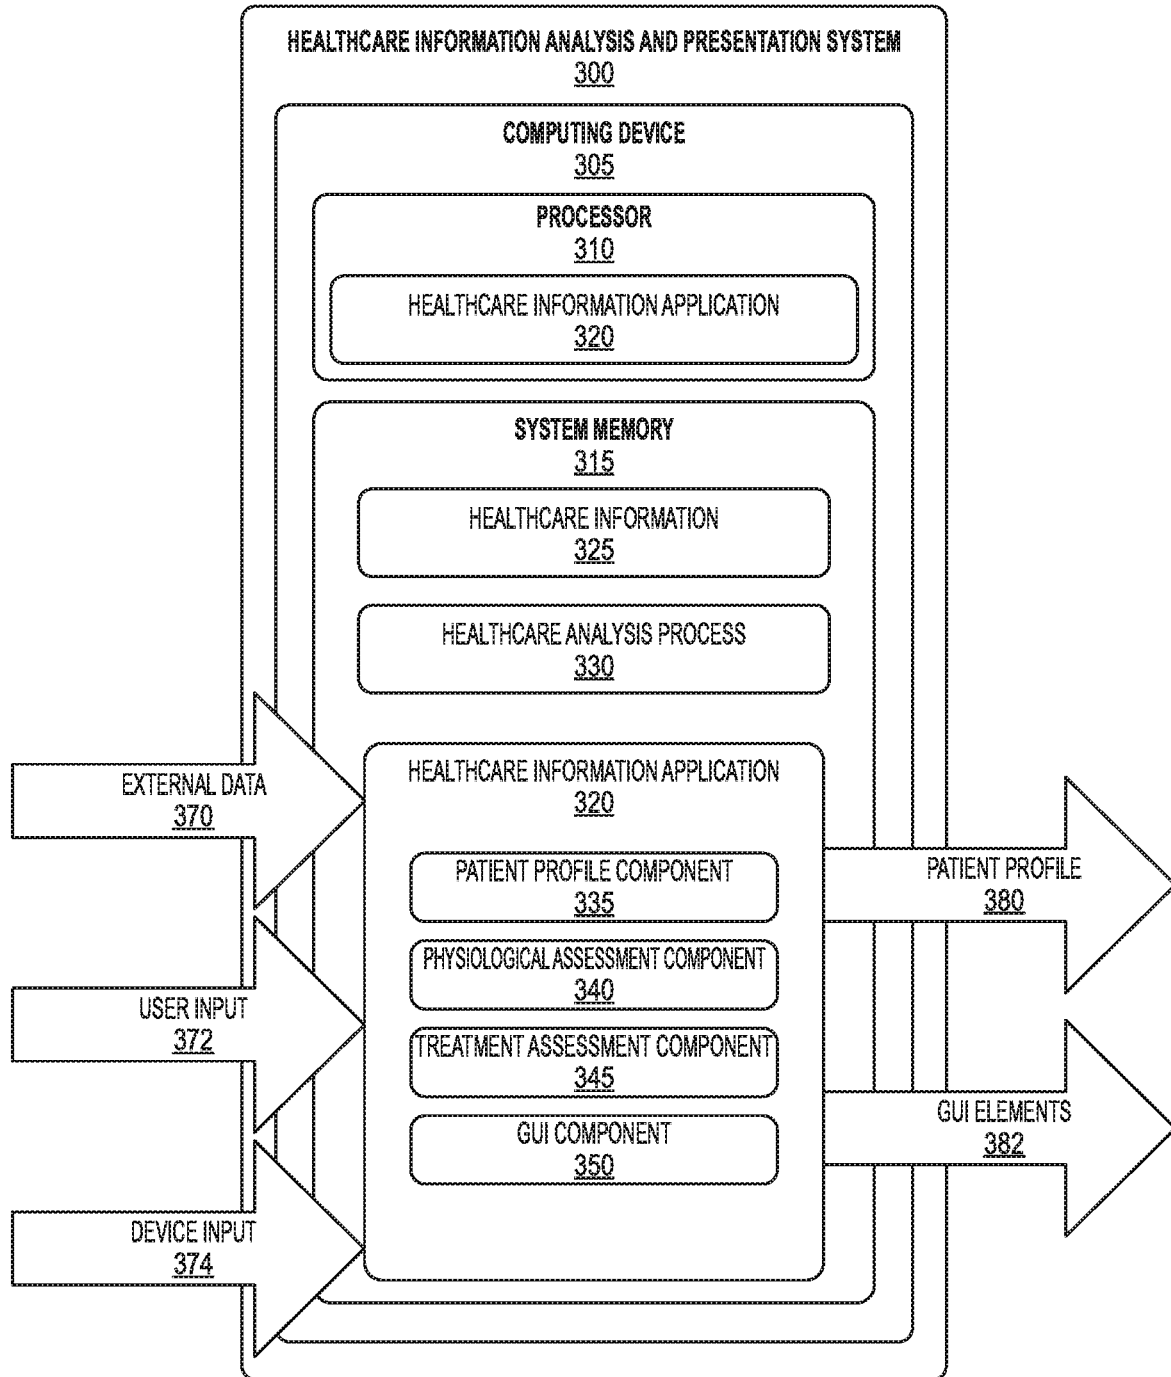 HEALTHCARE INFORMATION ANALYSIS AND PRESENTATION SYSTEM
300
COMPUTING DEVICE
305
PROCESSOR
310
HEALTHCARE INFORMATION APPLICATION
320
SYSTEM MEMORY
315
HEALTHCARE INFORMATION
325
HEALTHCARE ANALYSIS PROCESS
330
HEALTHCARE INFORMATION APPLICATION
320
PATIENT PROFILE COMPONENT
335
PHYSIOLOGICAL ASSESSMENT COMPONENT
340
TREATMENT ASSESSMENT COMPONENT
345
GUI COMPONENT
350
EXTERNAL DATA
370
USER INPUT
372
DEVICE INPUT
374
PATIENT PROFILE
380
GUI ELEMENTS
382